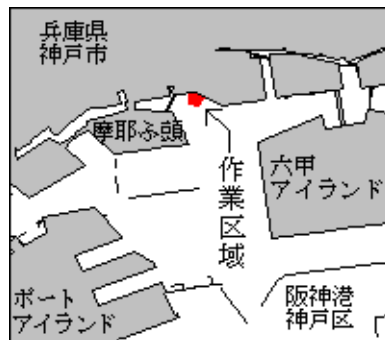 兵庫県
神戸市
摩耶ふ頭
作業区域
六甲
アイランド
ポート
アイランド
阪神港
神戸区